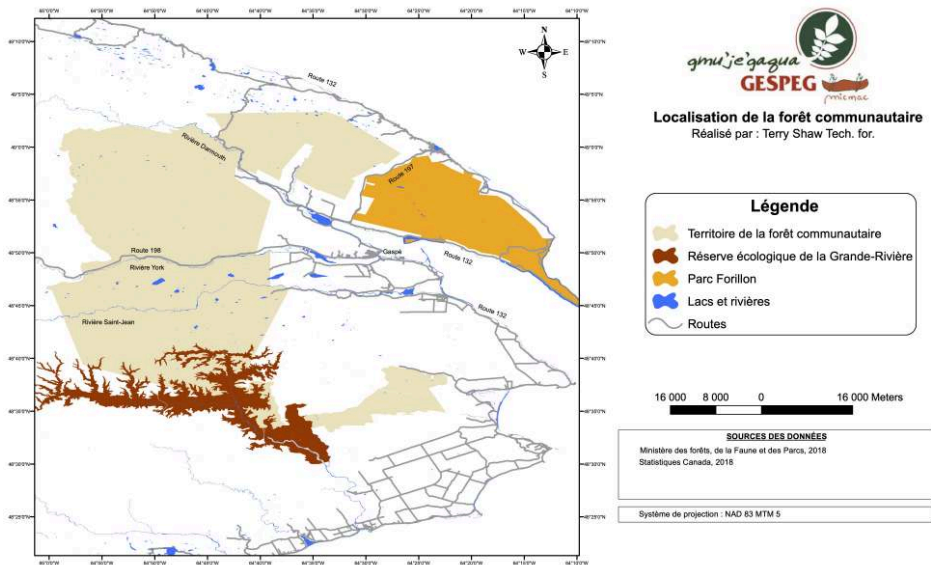 N
W E
S
Route 132
Rivière Darmouth
Route 197
Route 198
Gaspé
Route 132
Rivière York
Route 132
Rivière Saint-Jean
gmu'je'gagua
GESPEG
micmac
Localisation de la forêt communautaire
Réalisé par : Terry Shaw Tech. for.
Légende
Territoire de la forêt communautaire
Réserve écologique de la Grande-Rivière
Parc Forillon
Lacs et rivières
Routes
16 000 8 000 0 16 000 Meters
SOURCES DES DONNÉES
Ministère des forêts, de la Faune et des Parcs, 2018
Statistiques Canada, 2018
Système de projection : NAD 83 MTM 5